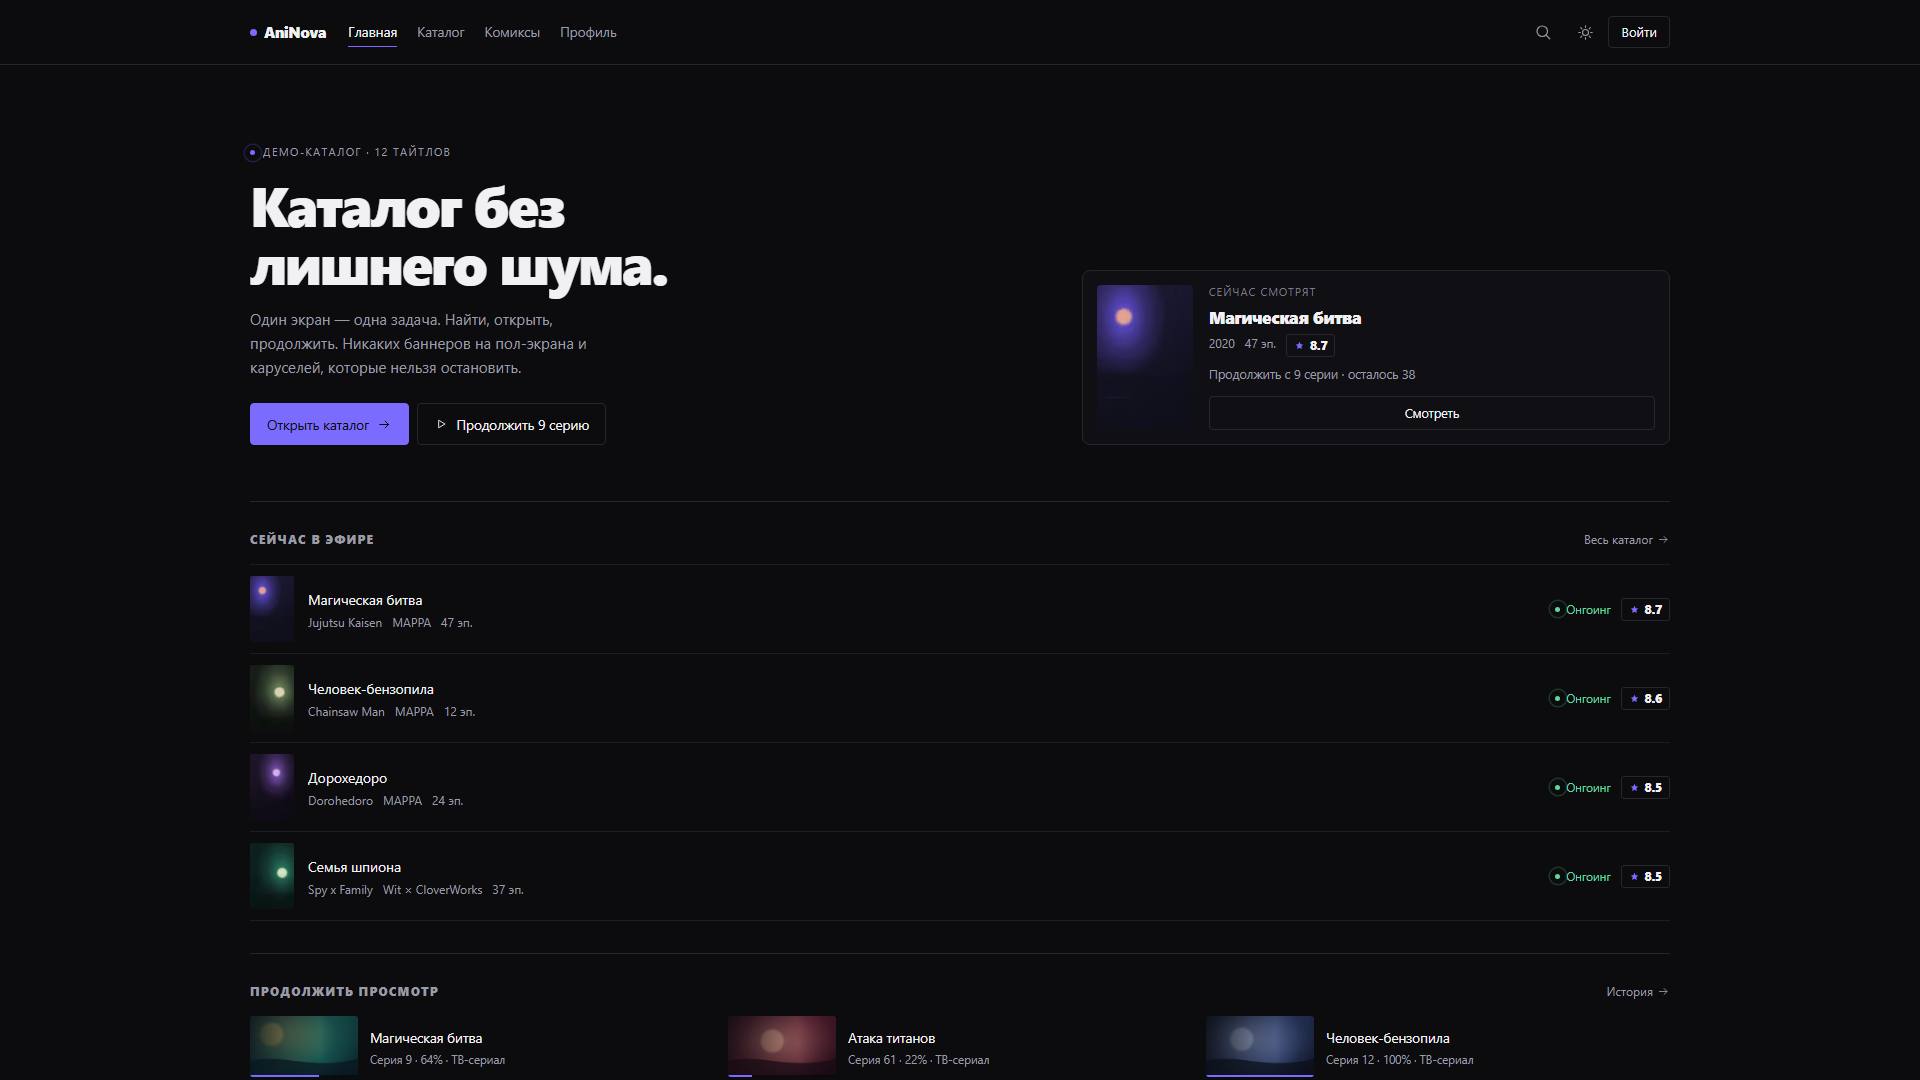 AniNova
Главная
Каталог
Комиксы
Профиль
Войти
ДЕМО-КАТАЛОГ · 12 ТАЙТЛОВ
Каталог без
лишнего шума.
Один экран — одна задача. Найти, открыть,
продолжить. Никаких баннеров на пол-экрана и
каруселей, которые нельзя остановить.
Открыть каталог →
Продолжить 9 серию
СЕЙЧАС СМОТРЯТ
Магическая битва
2020 47 эп. ★ 8.7
Продолжить с 9 серии · осталось 38
Смотреть
СЕЙЧАС В ЭФИРЕ
Весь каталог →
Магическая битва
Jujutsu Kaisen MAPPA 47 эп.
Онгоинг ★ 8.7
Человек-бензопила
Chainsaw Man MAPPA 12 эп.
Онгоинг ★ 8.6
Дорохедоро
Dorohedoro MAPPA 24 эп.
Онгоинг ★ 8.5
Семья шпиона
Spy x Family Wit × CloverWorks 37 эп.
Онгоинг ★ 8.5
ПРОДОЛЖИТЬ ПРОСМОТР
История →
Магическая битва
Серия 9 · 64% · ТВ-сериал
Атака титанов
Серия 61 · 22% · ТВ-сериал
Человек-бензопила
Серия 12 · 100% · ТВ-сериал